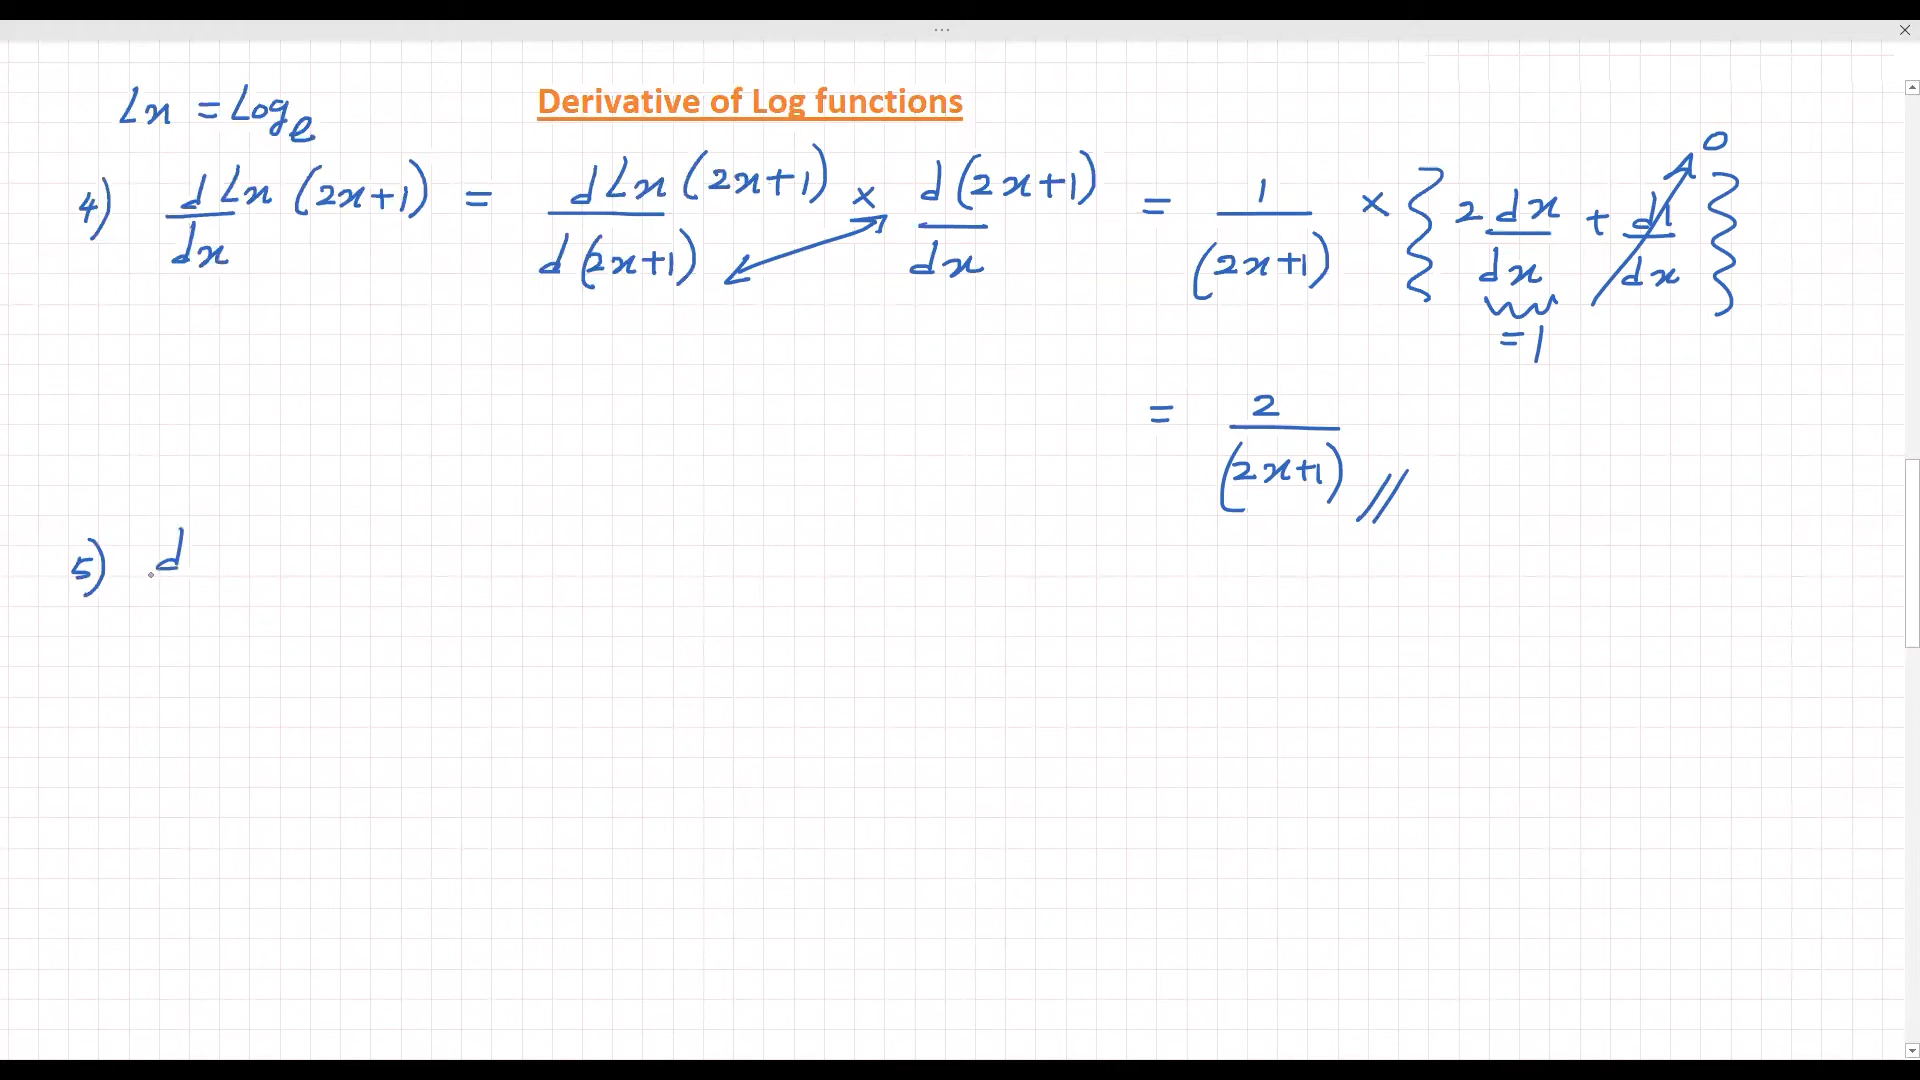 Derivative of Log functions
Ln = Log e
4) d Ln (2x+1) / dx = d Ln (2x+1) / d (2x+1) × d (2x+1) / dx = 1 / (2x+1) × { 2 dx / dx + d1 / dx } 0
= 1
= 2 / (2x+1) //
5) d